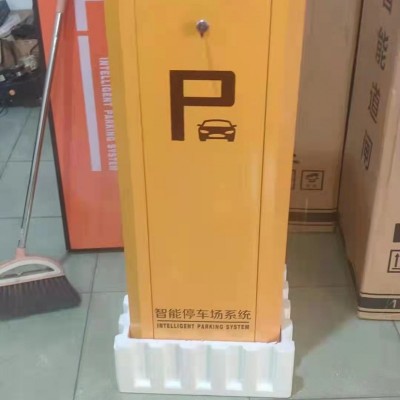 P
智能停车场系统
INTELLIGENT PARKING SYSTEM
INTELLIGENT PARKING
SYSTEM